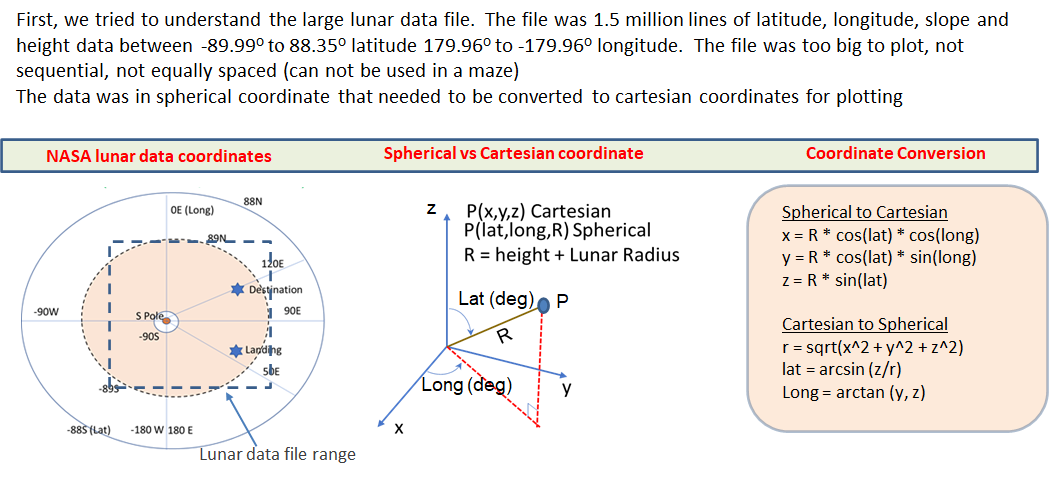 First, we tried to understand the large lunar data file. The file was 1.5 million lines of latitude, longitude, slope and
height data between -89.99⁰ to 88.35⁰ latitude 179.96⁰ to -179.96⁰ longitude. The file was too big to plot, not
sequential, not equally spaced (can not be used in a maze)
The data was in spherical coordinate that needed to be converted to cartesian coordinates for plotting
NASA lunar data coordinates
Spherical vs Cartesian coordinate
Coordinate Conversion
88N
0E (Long)
89N
120E
Destination
-90W
S Pole
90E
-90S
Landing
50E
-89S
-88S (Lat)
-180 W 180 E
Lunar data file range
Z
P(x,y,z) Cartesian
P(lat,long,R) Spherical
R = height + Lunar Radius
Lat (deg)
P
R
Long (deg)
y
X
Spherical to Cartesian
x = R * cos(lat) * cos(long)
y = R * cos(lat) * sin(long)
z = R * sin(lat)
Cartesian to Spherical
r = sqrt(x^2 + y^2 + z^2)
lat = arcsin (z/r)
Long = arctan (y, z)